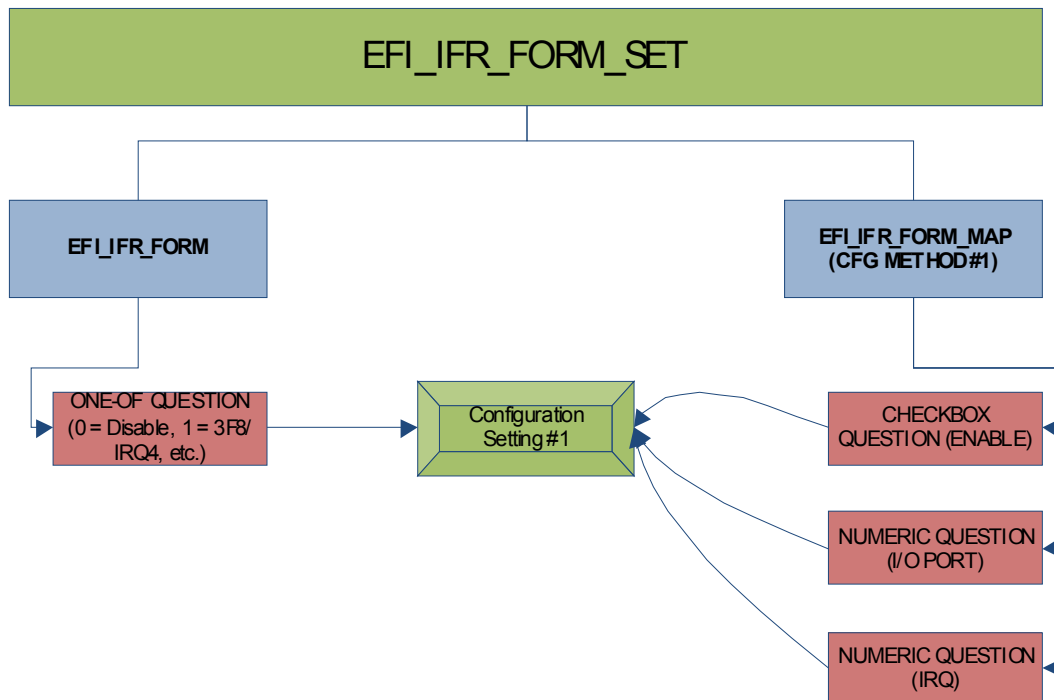 EFI_IFR_FORM_SET
EFI_IFR_FORM
EFI_IFR_FORM_MAP
(CFG METHOD #1)
ONE-OF QUESTION
(0 = Disable, 1 = 3F8/
IRQ4, etc.)
Configuration
Setting #1
CHECKBOX
QUESTION (ENABLE)
NUMERIC QUESTION
(I/O PORT)
NUMERIC QUESTION
(IRQ)